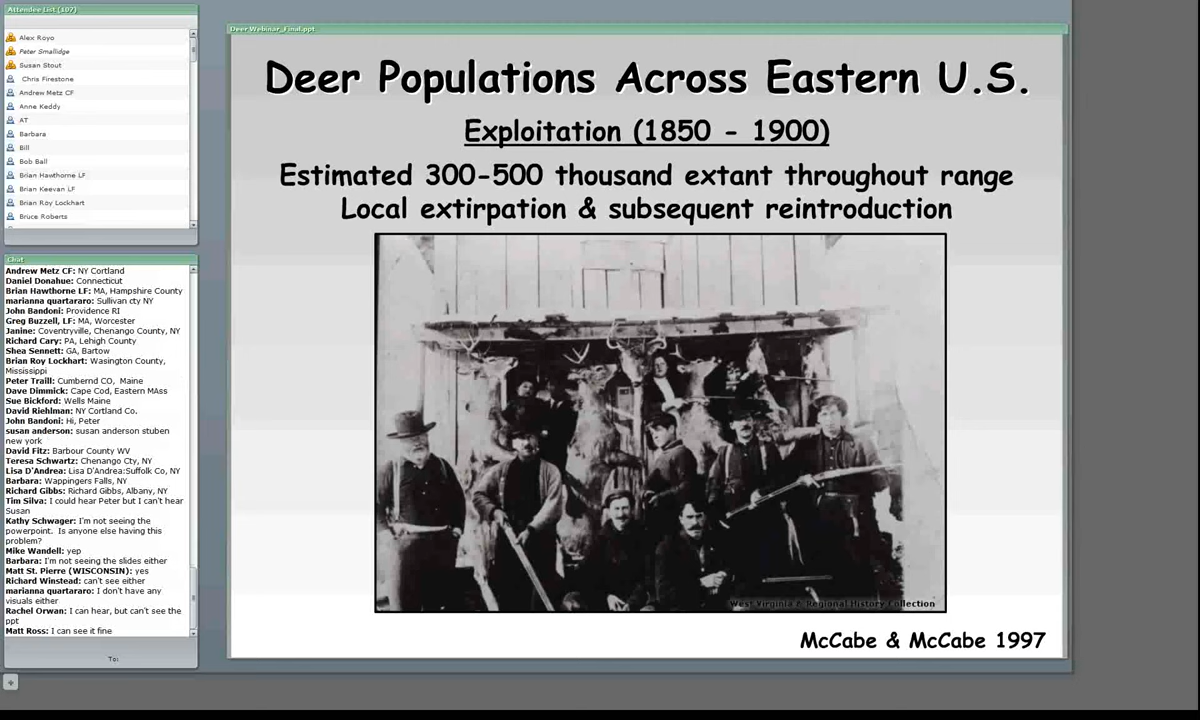 Attendee List (107)
Alex Royo
Peter Smallidge
Susan Stout
Chris Firestone
Andrew Metz CF
Anne Keddy
AT
Barbara
Bill
Bob Ball
Brian Hawthorne LF
Brian Keevan LF
Brian Roy Lockhart
Bruce Roberts
Chat
Andrew Metz CF: NY Cortland
Daniel Donahue: Connecticut
Brian Hawthorne LF: MA, Hampshire County
marianna quartararo: Sullivan cty NY
John Bandoni: Providence RI
Greg Buzzell, LF: MA, Worcester
Janine: Coventryville, Chenango County, NY
Richard Cary: PA, Lehigh County
Shea Sennett: GA, Bartow
Brian Roy Lockhart: Wasington County,
Mississippi
Peter Traill: Cumbernd CO, Maine
Dave Dimmick: Cape Cod, Eastern MAss
Sue Bickford: Wells Maine
David Riehlman: NY Cortland Co.
John Bandoni: Hi, Peter
susan anderson: susan anderson stuben
new york
David Fitz: Barbour County WV
Teresa Schwartz: Chenango Cty, NY
Lisa D'Andrea: Lisa D'Andrea:Suffolk Co, NY
Barbara: Wappingers Falls, NY
Richard Gibbs: Richard Gibbs, Albany, NY
Tim Silva: I could hear Peter but I can't hear
Susan
Kathy Schwager: I'm not seeing the
powerpoint. Is anyone else having this
problem?
Mike Wandell: yep
Barbara: I'm not seeing the slides either
Matt St. Pierre (WISCONSIN): yes
Richard Winstead: can't see either
marianna quartararo: I don't have any
visuals either
Rachel Orwan: I can hear, but can't see the
ppt
Matt Ross: I can see it fine
To:
Deer Webinar_Final.ppt
Deer Populations Across Eastern U.S.
Exploitation (1850 - 1900)
Estimated 300-500 thousand extant throughout range
Local extirpation & subsequent reintroduction
West Virginia & Regional History Collection
McCabe & McCabe 1997